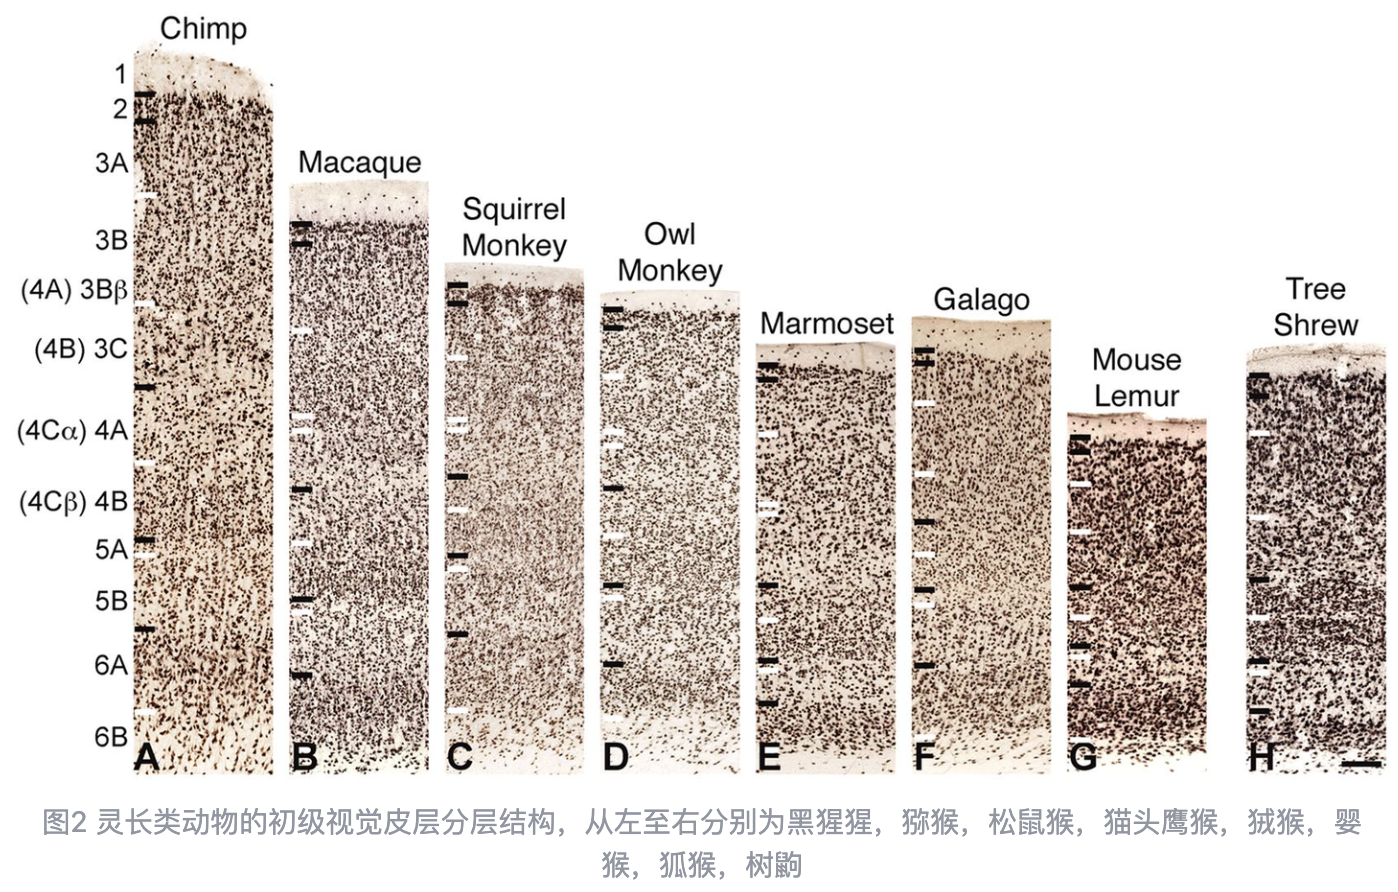 Chimp
1
2
3A
3B
(4A) 3Bβ
(4B) 3C
(4Cα) 4A
(4Cβ) 4B
5A
5B
6A
6B
Macaque
Squirrel
Monkey
Owl
Monkey
Marmoset
Galago
Mouse
Lemur
Tree
Shrew
A
B
C
D
E
F
G
H
图2 灵长类动物的初级视觉皮层分层结构，从左至右分别为黑猩猩，猕猴，松鼠猴，猫头鹰猴，狨猴，婴
猴，狐猴，树鼩